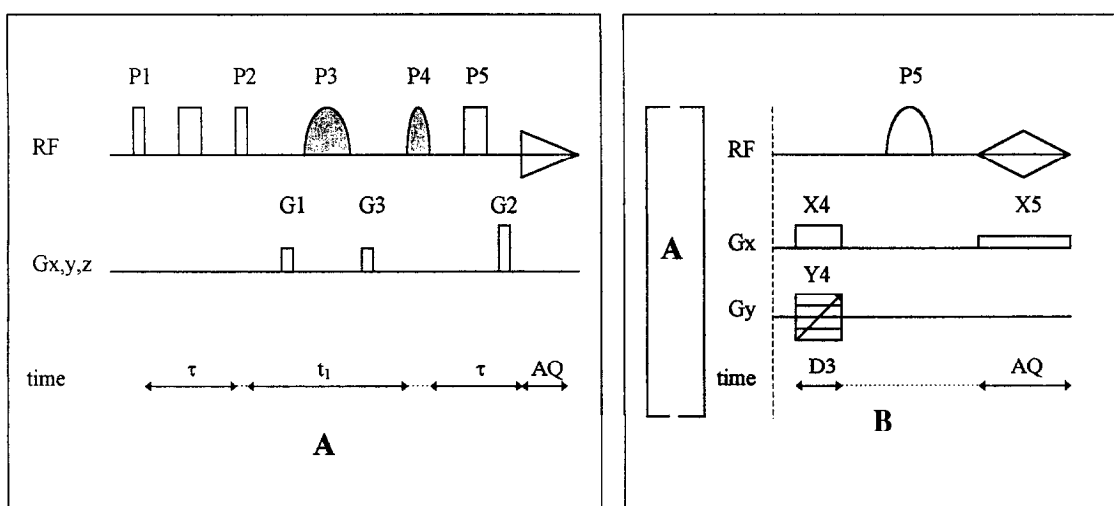 P1 P2 P3 P4 P5
RF
G1 G3 G2
Gx,y,z
time τ t1 τ AQ
A
A
P5
RF
X4 X5
Gx
Y4
Gy
time D3 AQ
B